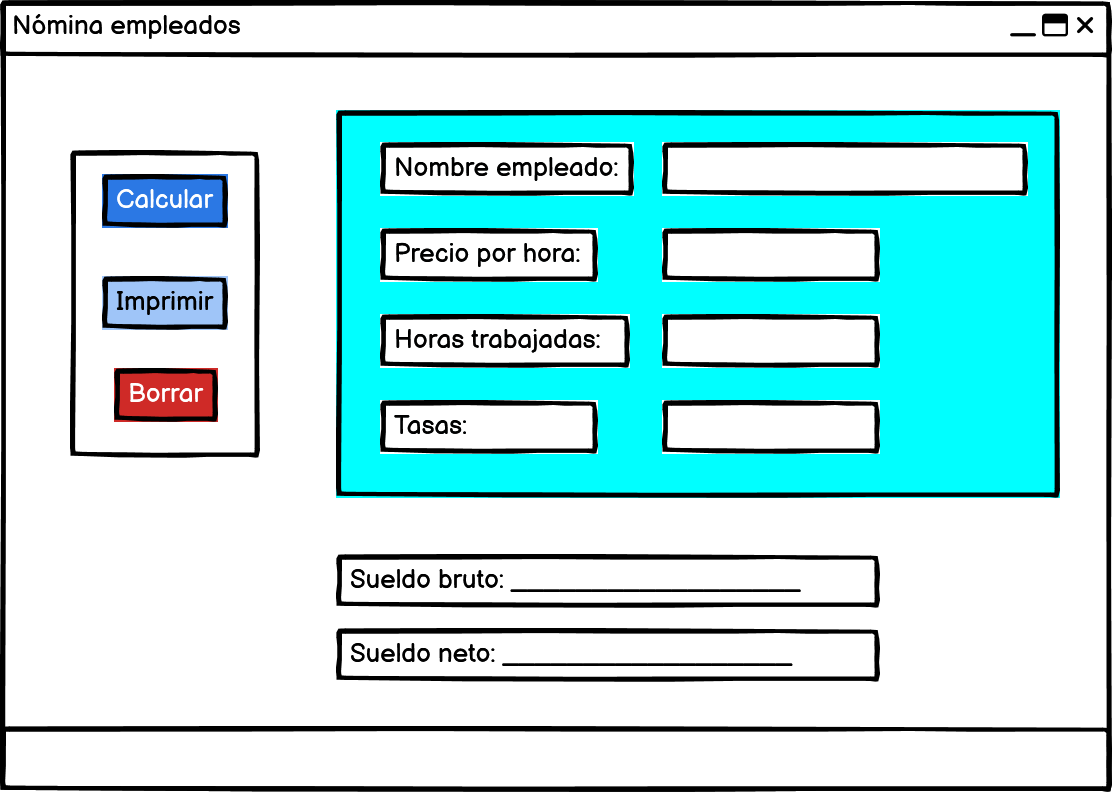 Nómina empleados
Calcular
Imprimir
Borrar
Nombre empleado:
Precio por hora:
Horas trabajadas:
Tasas:
Sueldo bruto: ______________________
Sueldo neto: ______________________